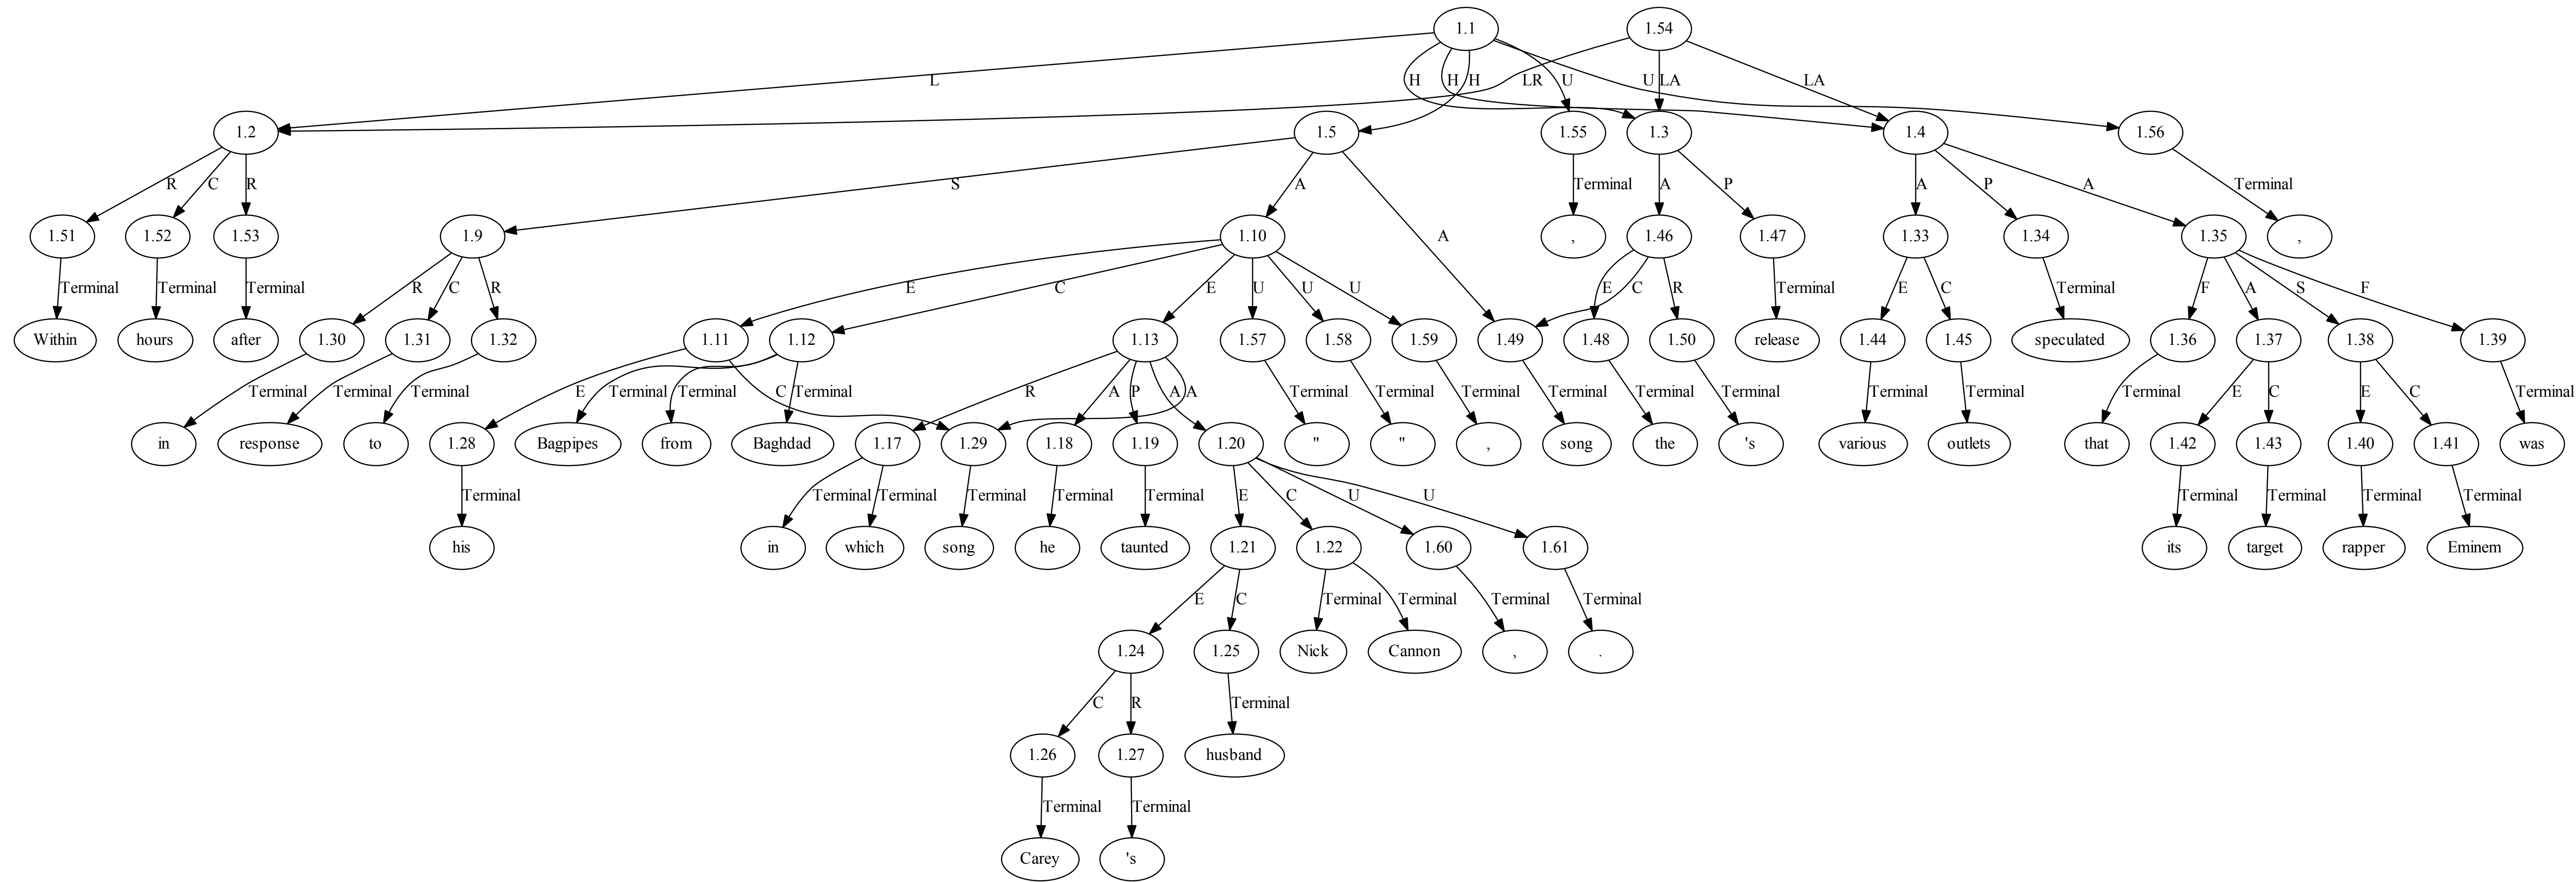 1.1 1.54
L H H H U U LR LA LA
1.2 1.5 1.55 1.3 1.4 1.56
R C R S A A Terminal A P A P A Terminal
1.51 1.52 1.53 1.9 1.10 , 1.46 1.47 1.33 1.34 1.35 ,
Terminal Terminal Terminal R C R E C E U U U E C R Terminal E C Terminal F A S F
Within hours after 1.30 1.31 1.32 1.11 1.12 1.13 1.57 1.58 1.59 1.49 1.48 1.50 release 1.44 1.45 speculated 1.36 1.37 1.38 1.39
Terminal Terminal Terminal E Terminal Terminal C Terminal R A P A A Terminal Terminal Terminal Terminal Terminal Terminal Terminal Terminal Terminal E C E C Terminal
in response to 1.28 Bagpipes from Baghdad 1.17 1.29 1.18 1.19 1.20 " " , song the 's various outlets that 1.42 1.43 1.40 1.41 was
Terminal Terminal Terminal Terminal Terminal Terminal E C U U Terminal Terminal Terminal Terminal
his in which song he taunted 1.21 1.22 1.60 1.61 its target rapper Eminem
E C Terminal Terminal Terminal Terminal
1.24 1.25 Nick Cannon , .
C R Terminal
1.26 1.27 husband
Terminal Terminal
Carey 's